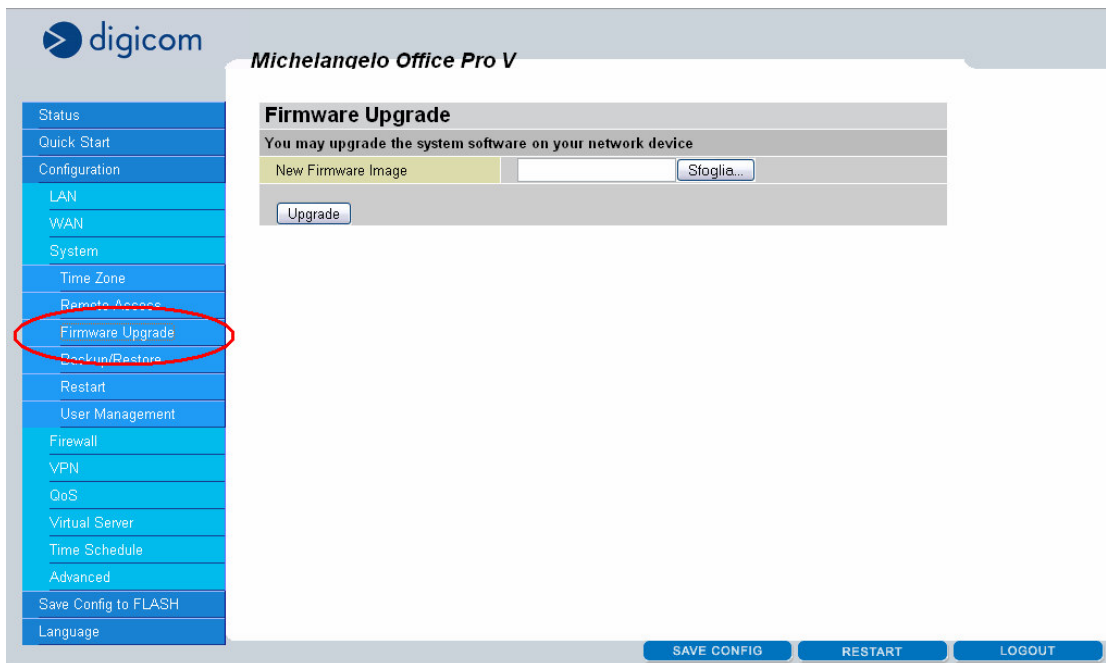 digicom
Michelangelo Office Pro V
Status
Quick Start
Configuration
LAN
WAN
System
Time Zone
Remote Access
Firmware Upgrade
Backup/Restore
Restart
User Management
Firewall
VPN
QoS
Virtual Server
Time Schedule
Advanced
Save Config to FLASH
Language
Firmware Upgrade
You may upgrade the system software on your network device
New Firmware Image
Sfoglia...
Upgrade
SAVE CONFIG
RESTART
LOGOUT